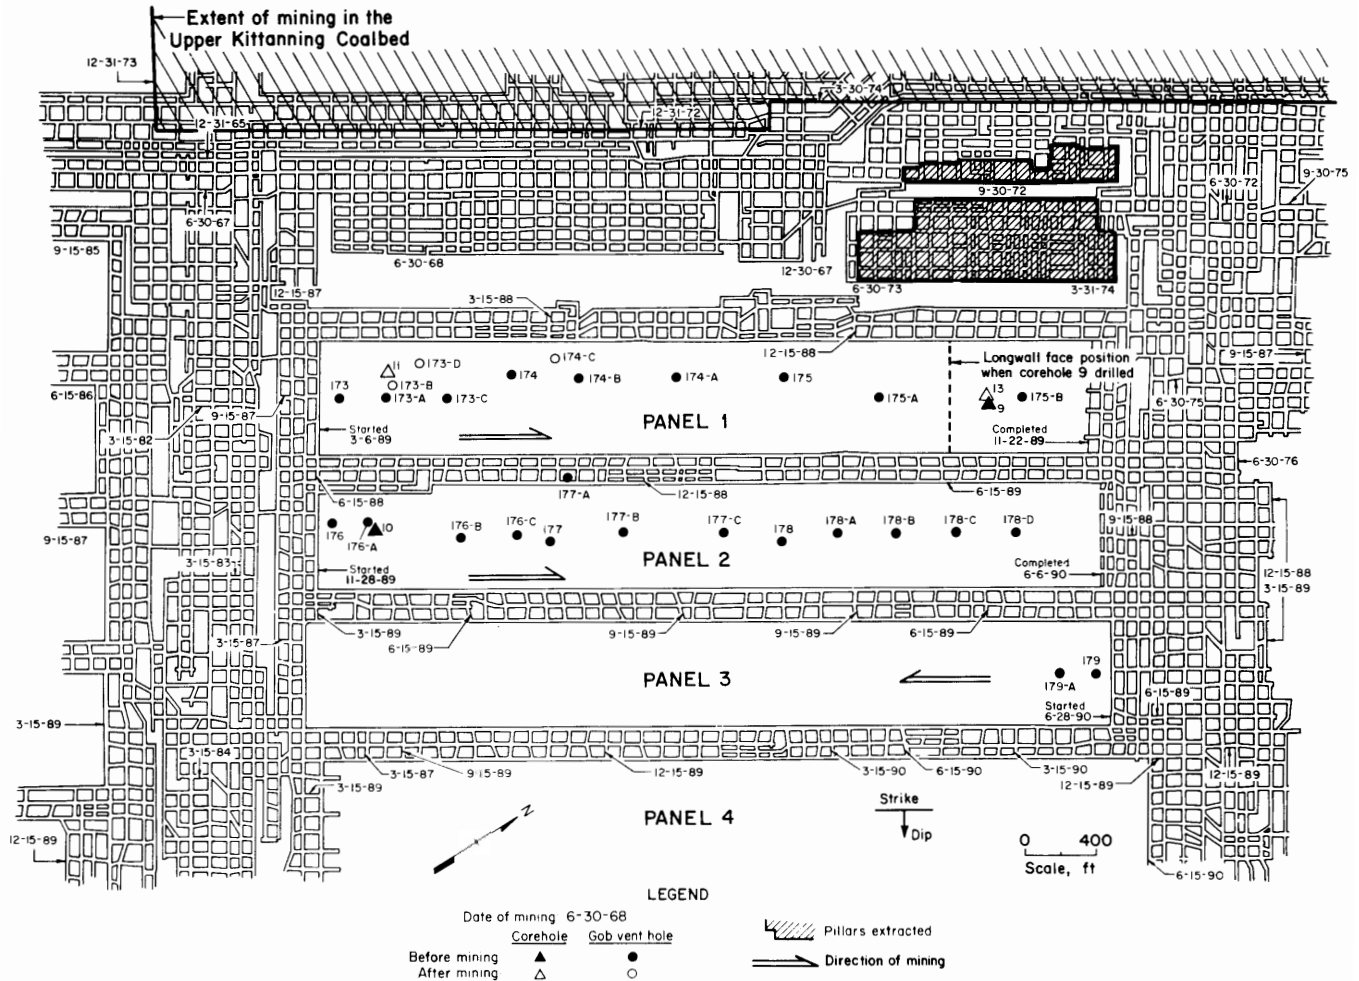 Extent of mining in the
Upper Kittanning Coalbed
12-31-73
3-30-74
12-31-72
12-31-65
9-30-75
6-30-72
9-30-72
6-30-67
9-15-85
6-30-68
12-30-67
6-30-73
3-31-74
12-15-87
3-15-88
12-15-88
9-15-87
Longwall face position
when corehole 9 drilled
11
173-D
174-C
173
173-B
173-A
173-C
174
174-B
174-A
175
175-A
13
9
175-B
6-15-86
9-15-87
3-15-82
6-30-75
PANEL 1
Started
3-6-89
Completed
11-22-89
6-30-76
6-15-88
177-A
12-15-88
6-15-89
9-15-88
176
176-A
10
176-B
176-C
177
177-B
177-C
178
178-A
178-B
178-C
178-D
9-15-87
3-15-83
PANEL 2
Started
11-28-89
Completed
6-6-90
12-15-88
3-15-89
3-15-87
3-15-89
6-15-89
9-15-89
9-15-89
6-15-89
PANEL 3
179-A
179
6-15-89
Started
6-28-90
3-15-89
3-15-84
3-15-87
9-15-89
12-15-89
3-15-90
6-15-90
3-15-90
12-15-89
12-15-89
3-15-89
PANEL 4
Strike
Dip
N
0 400
Scale, ft
12-15-89
6-15-90
LEGEND
Date of mining 6-30-68
Corehole Gob vent hole
Before mining
After mining
Pillars extracted
Direction of mining